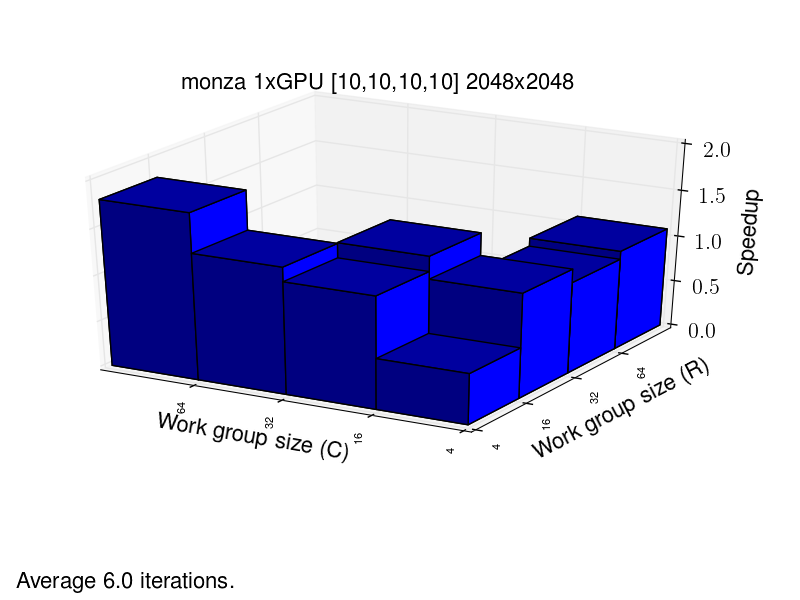 monza 1xGPU [10,10,10,10] 2048x2048
2.0
1.5
1.0
0.5
0.0
Speedup
64
32
16
4
Work group size (C)
4
16
32
64
Work group size (R)
Average 6.0 iterations.